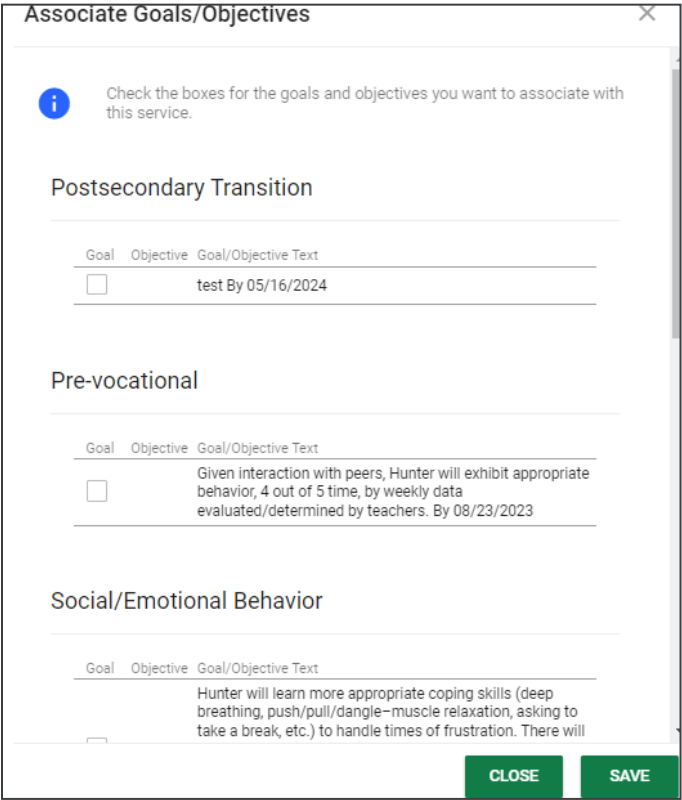 Associate Goals/Objectives
Check the boxes for the goals and objectives you want to associate with
this service.
Postsecondary Transition
Goal Objective Goal/Objective Text
test By 05/16/2024
Pre-vocational
Goal Objective Goal/Objective Text
Given interaction with peers, Hunter will exhibit appropriate
behavior, 4 out of 5 time, by weekly data
evaluated/determined by teachers. By 08/23/2023
Social/Emotional Behavior
Goal Objective Goal/Objective Text
Hunter will learn more appropriate coping skills (deep
breathing, push/pull/dangle–muscle relaxation, asking to
take a break, etc.) to handle times of frustration. There will
CLOSE SAVE